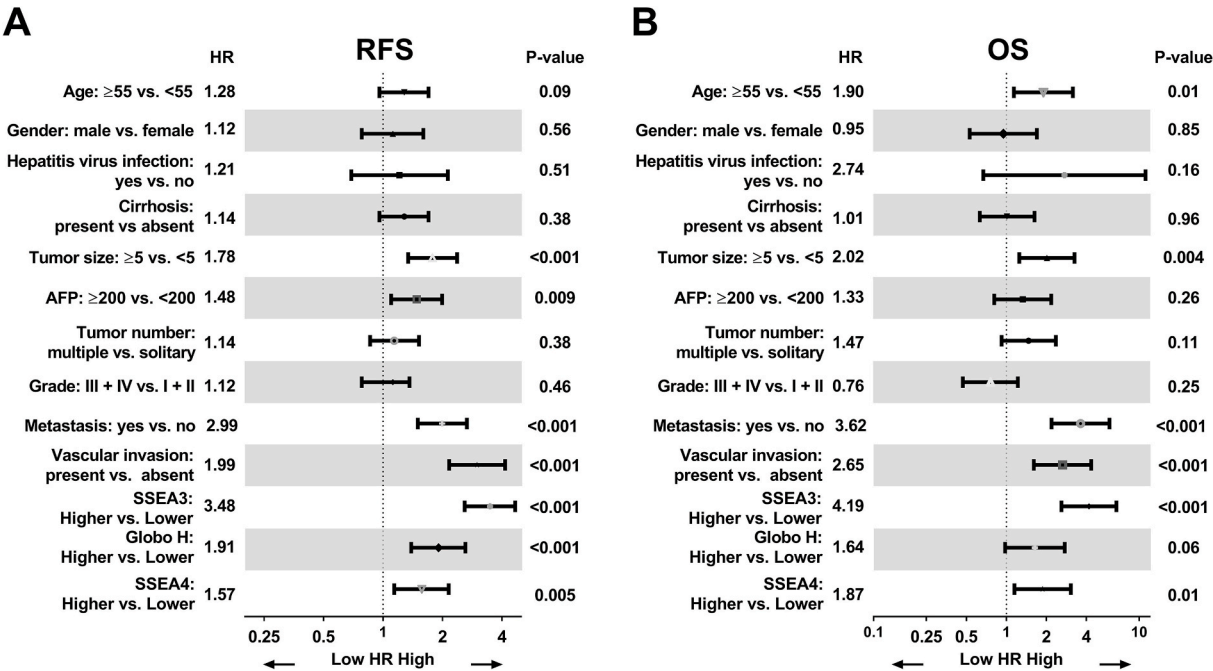 A
RFS
HR
P-value
Age: ≥55 vs. <55 1.28 0.09
Gender: male vs. female 1.12 0.56
Hepatitis virus infection:
yes vs. no 1.21 0.51
Cirrhosis:
present vs absent 1.14 0.38
Tumor size: ≥5 vs. <5 1.78 <0.001
AFP: ≥200 vs. <200 1.48 0.009
Tumor number:
multiple vs. solitary 1.14 0.38
Grade: III + IV vs. I + II 1.12 0.46
Metastasis: yes vs. no 2.99 <0.001
Vascular invasion:
present vs. absent 1.99 <0.001
SSEA3:
Higher vs. Lower 3.48 <0.001
Globo H:
Higher vs. Lower 1.91 <0.001
SSEA4:
Higher vs. Lower 1.57 0.005
0.25 0.5 1 2 4
Low HR High
B
OS
HR
P-value
Age: ≥55 vs. <55 1.90 0.01
Gender: male vs. female 0.95 0.85
Hepatitis virus infection:
yes vs. no 2.74 0.16
Cirrhosis:
present vs absent 1.01 0.96
Tumor size: ≥5 vs. <5 2.02 0.004
AFP: ≥200 vs. <200 1.33 0.26
Tumor number:
multiple vs. solitary 1.47 0.11
Grade: III + IV vs. I + II 0.76 0.25
Metastasis: yes vs. no 3.62 <0.001
Vascular invasion:
present vs. absent 2.65 <0.001
SSEA3:
Higher vs. Lower 4.19 <0.001
Globo H:
Higher vs. Lower 1.64 0.06
SSEA4:
Higher vs. Lower 1.87 0.01
0.1 0.25 0.5 1 2 4 10
Low HR High